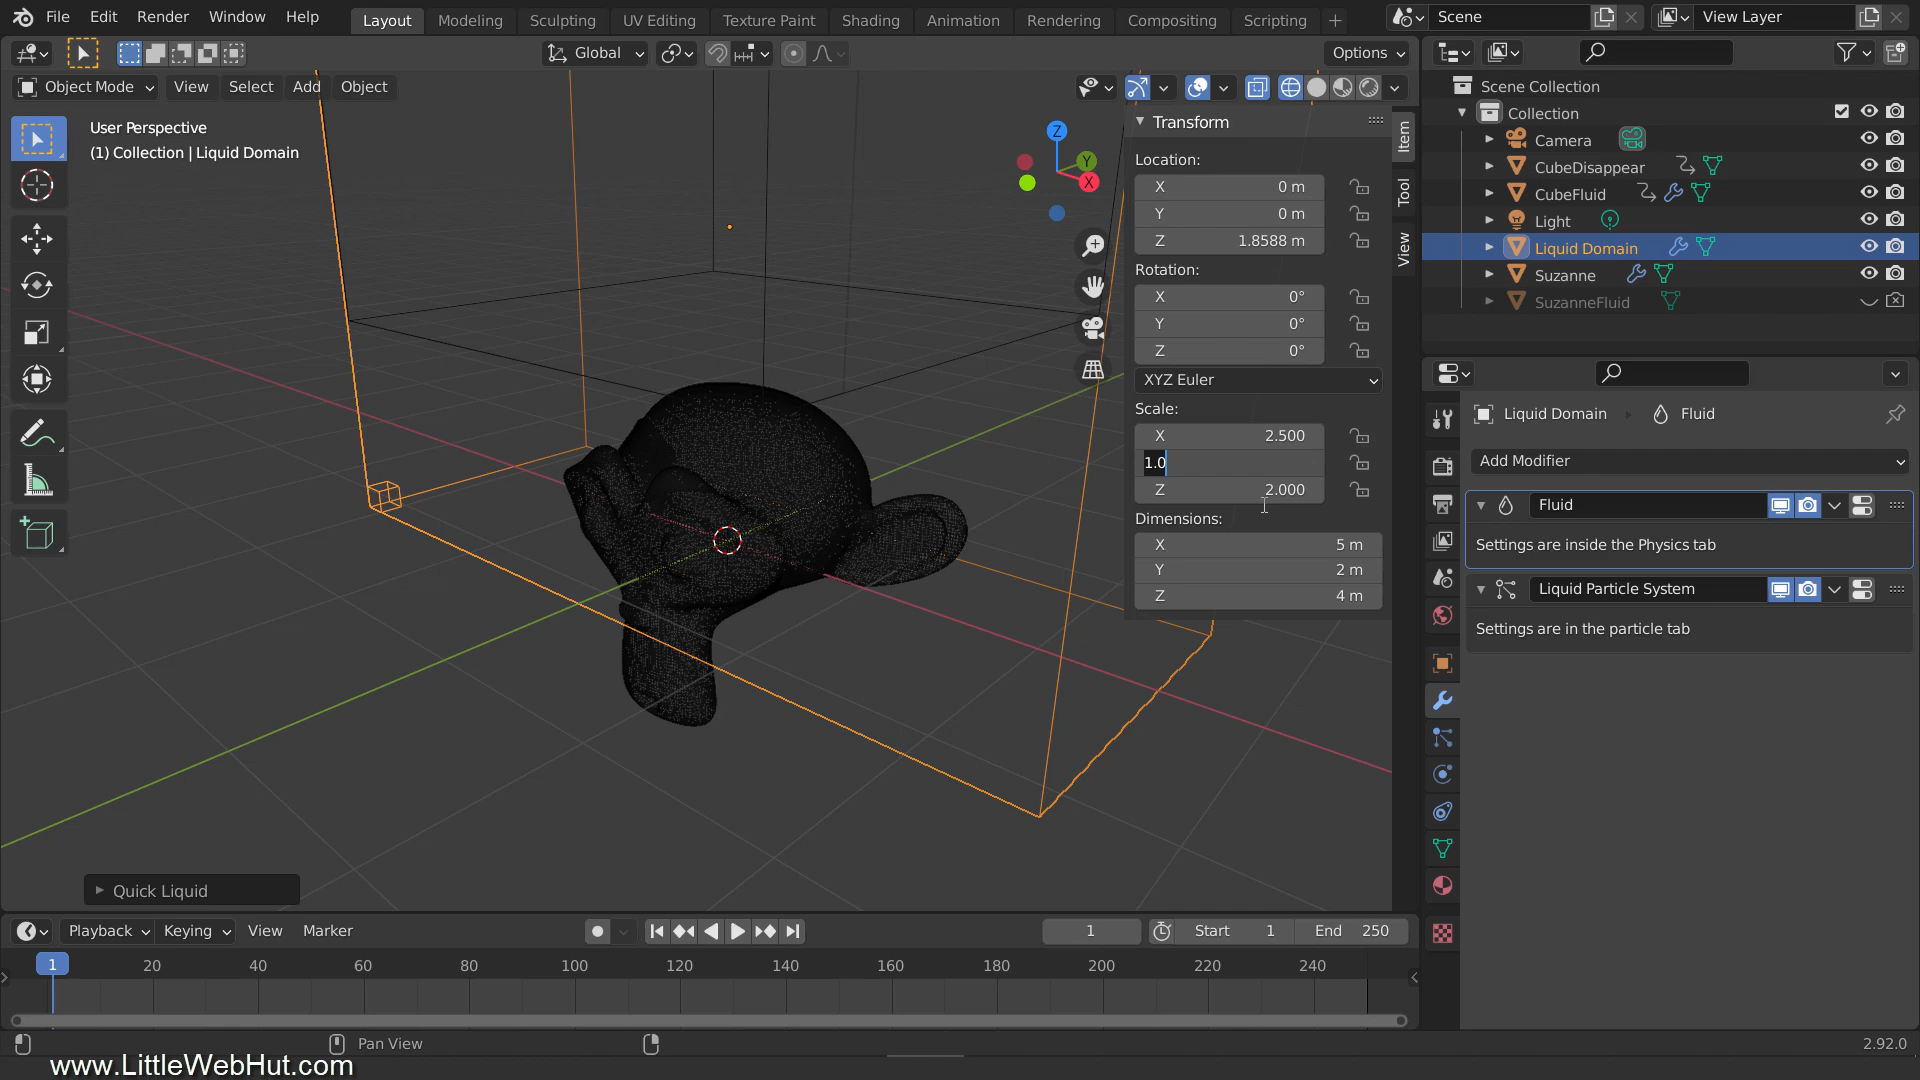 File Edit Render Window Help Layout Modeling Sculpting UV Editing Texture Paint Shading Animation Rendering Compositing Scripting + Scene View Layer
Global Options
Object Mode View Select Add Object
User Perspective
(1) Collection | Liquid Domain
Z
Y
X
Transform
Location:
X 0 m
Y 0 m
Z 1.8588 m
Rotation:
X 0°
Y 0°
Z 0°
XYZ Euler
Scale:
X 2.500
1.0
Z 2.000
Dimensions:
X 5 m
Y 2 m
Z 4 m
Item
Tool
View
Quick Liquid
Scene Collection
Collection
Camera
CubeDisappear
CubeFluid
Light
Liquid Domain
Suzanne
SuzanneFluid
Liquid Domain Fluid
Add Modifier
Fluid
Settings are inside the Physics tab
Liquid Particle System
Settings are in the particle tab
Playback Keying View Marker 1 Start 1 End 250
1 20 40 60 80 100 120 140 160 180 200 220 240
Pan View 2.92.0
www.LittleWebHut.com